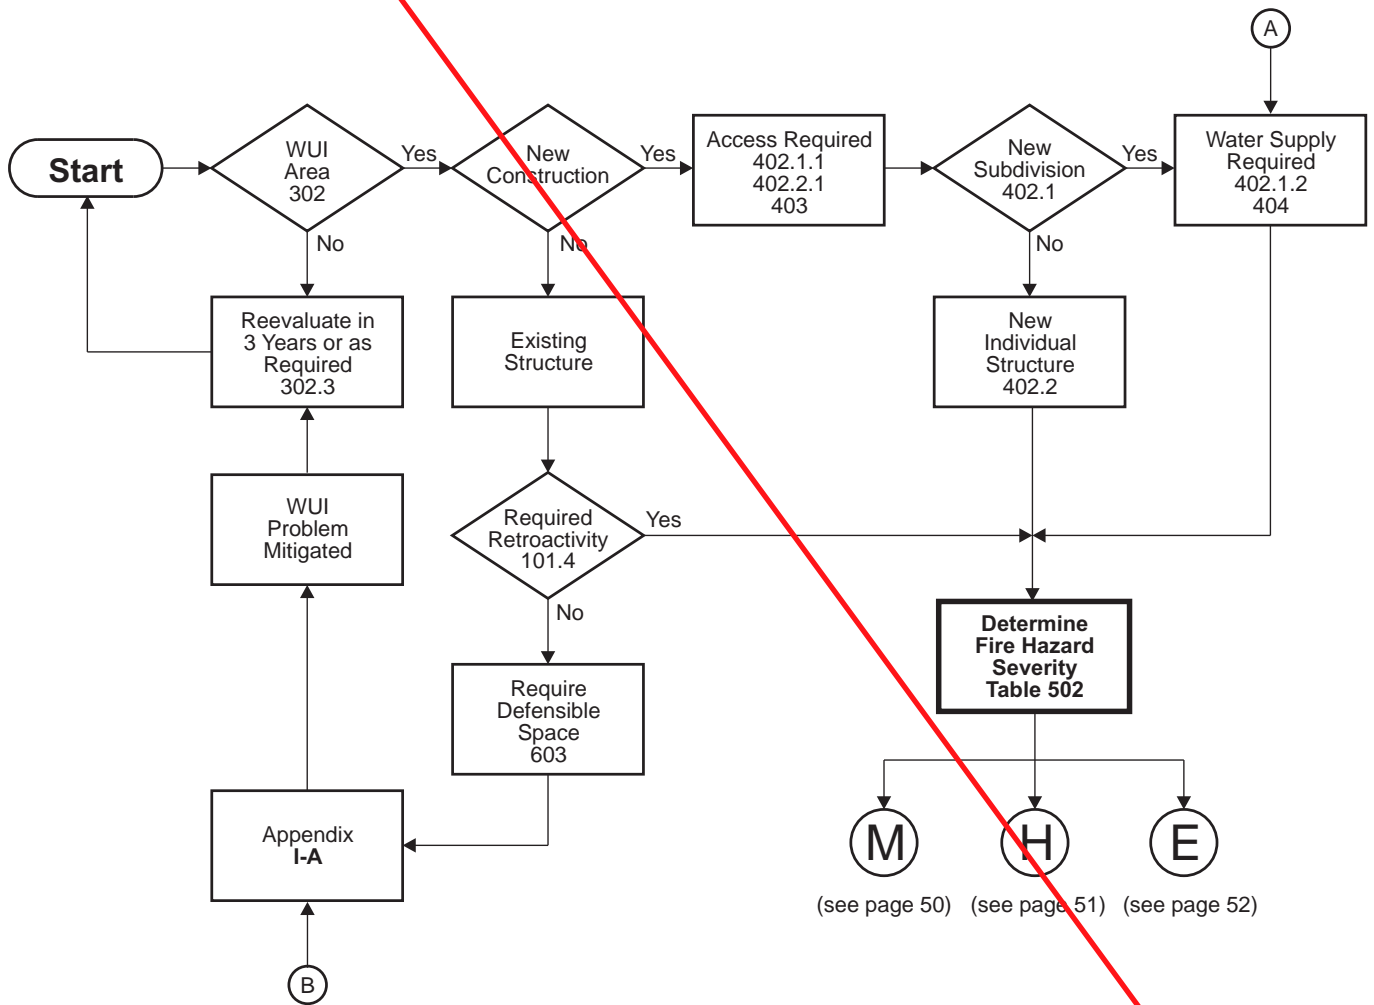 A
Start
WUI
Area
302
Yes
No
New
Construction
Yes
No
Access Required
402.1.1
402.2.1
403
New
Subdivision
402.1
Yes
No
Water Supply
Required
402.1.2
404
Reevaluate in
3 Years or as
Required
302.3
Existing
Structure
New
Individual
Structure
402.2
WUI
Problem
Mitigated
Required
Retroactivity
101.4
Yes
No
Determine
Fire Hazard
Severity
Table 502
Require
Defensible
Space
603
Appendix
I-A
M
H
E
(see page 50)
(see page 51)
(see page 52)
B